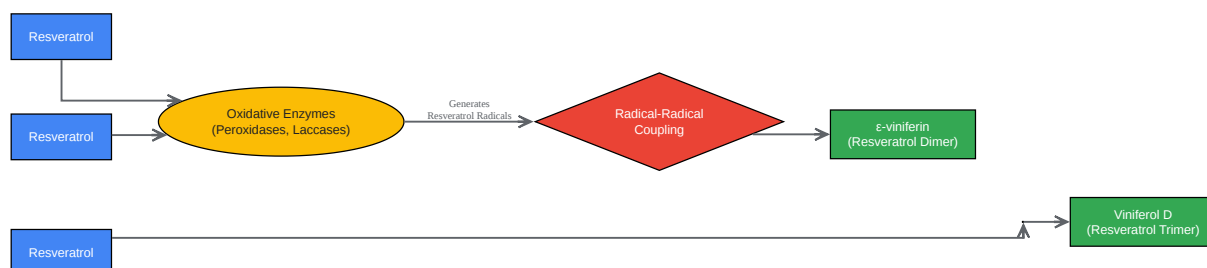 Resveratrol
Resveratrol
Oxidative Enzymes
(Peroxidases, Laccases)
Generates
Resveratrol Radicals
Radical-Radical
Coupling
ε-viniferin
(Resveratrol Dimer)
Resveratrol
Viniferol D
(Resveratrol Trimer)